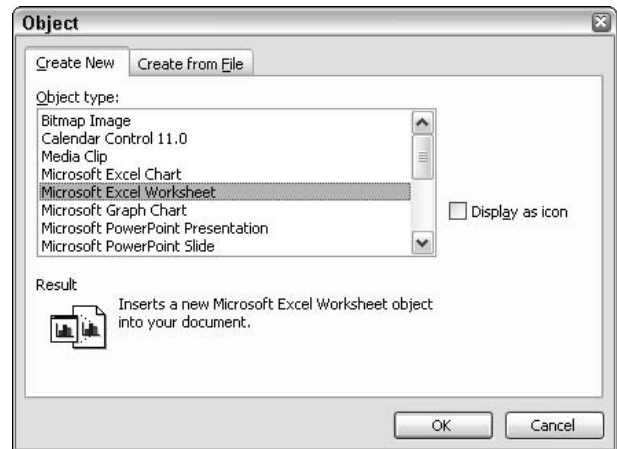 Object
Create New
Create from File
Object type:
Bitmap Image
Calendar Control 11.0
Media Clip
Microsoft Excel Chart
Microsoft Excel Worksheet
Microsoft Graph Chart
Microsoft PowerPoint Presentation
Microsoft PowerPoint Slide
Display as icon
Result
Inserts a new Microsoft Excel Worksheet object
into your document.
OK
Cancel